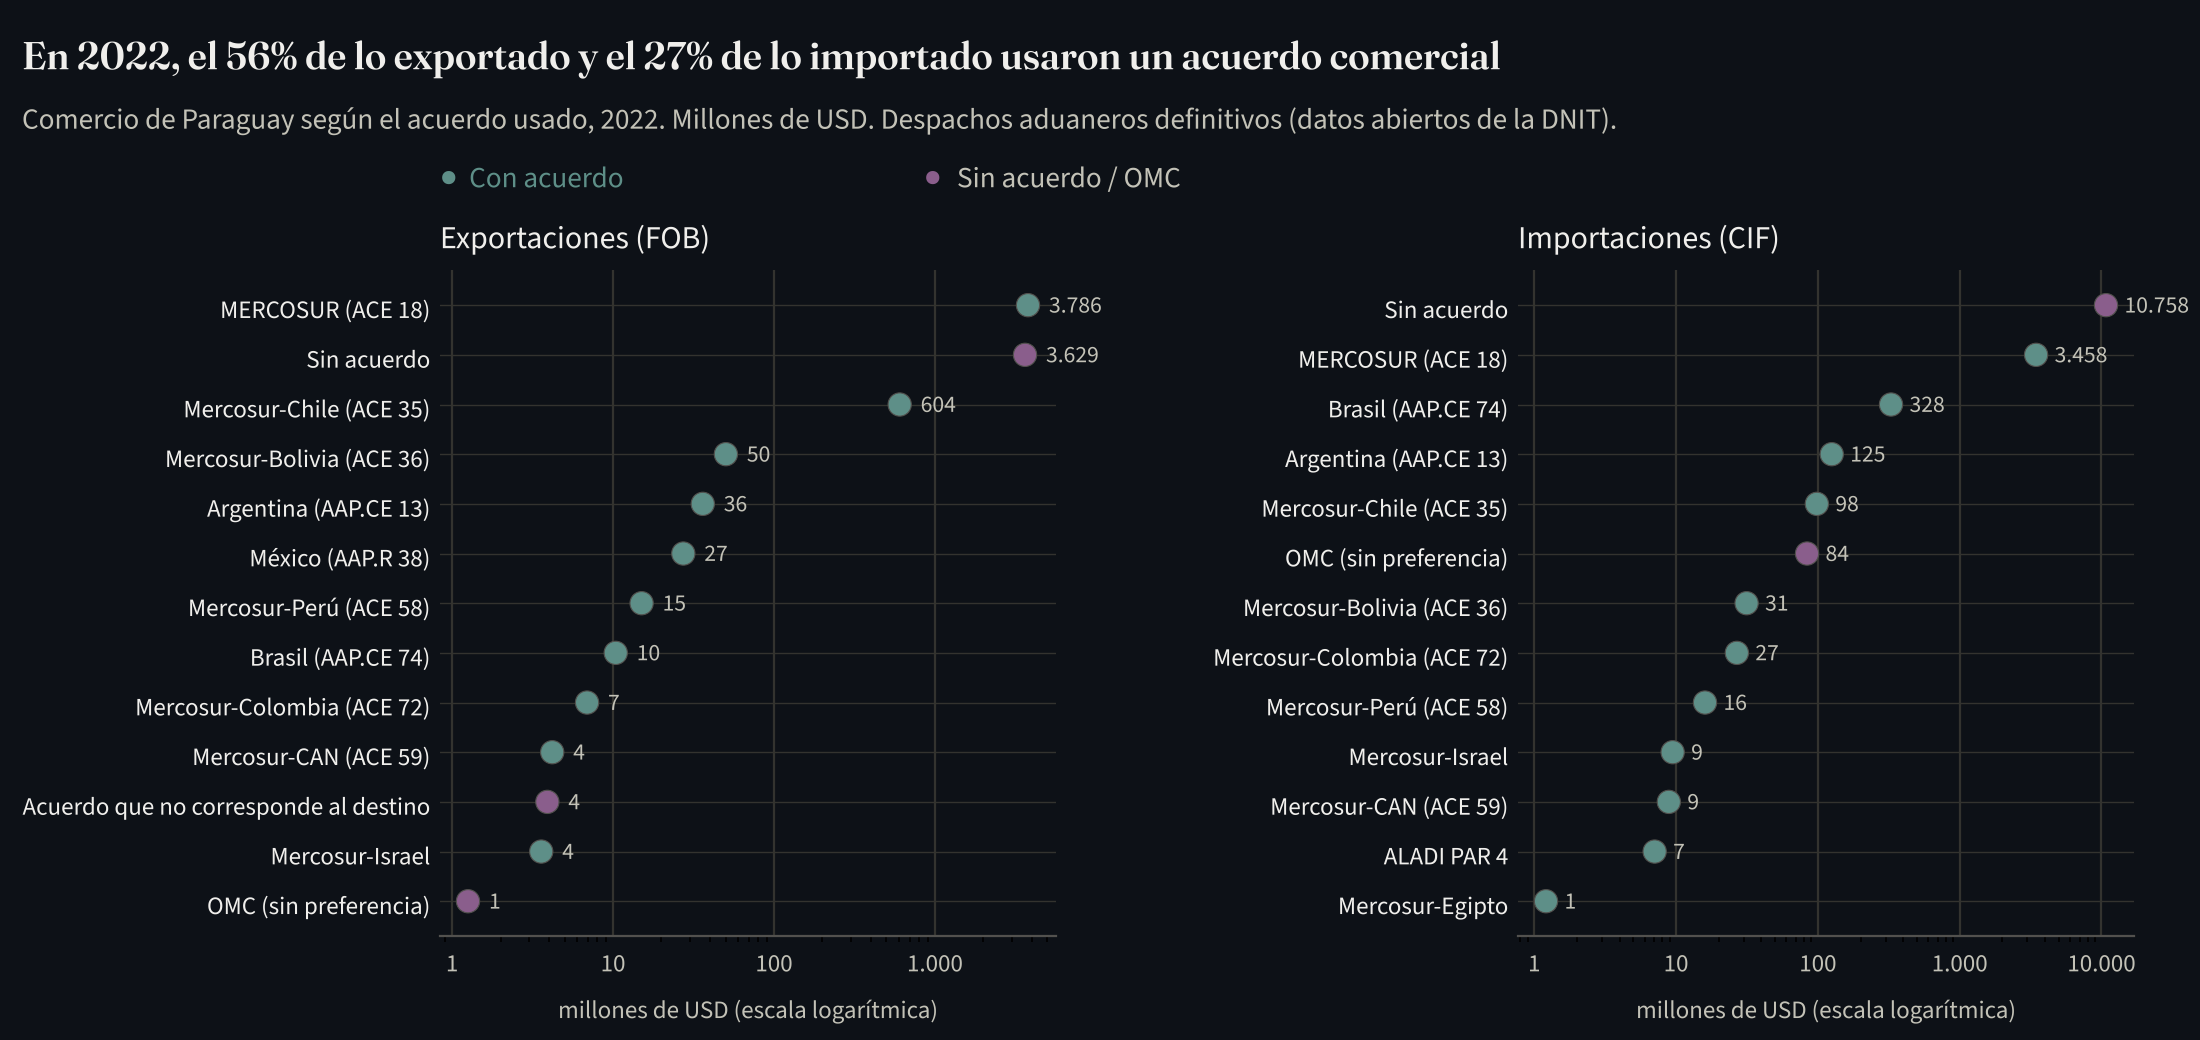 En 2022, el 56% de lo exportado y el 27% de lo importado usaron un acuerdo comercial
Comercio de Paraguay según el acuerdo usado, 2022. Millones de USD. Despachos aduaneros definitivos (datos abiertos de la DNIT).
Con acuerdo
Sin acuerdo / OMC
Exportaciones (FOB)
MERCOSUR (ACE 18) 3.786
Sin acuerdo 3.629
Mercosur-Chile (ACE 35) 604
Mercosur-Bolivia (ACE 36) 50
Argentina (AAP.CE 13) 36
México (AAP.R 38) 27
Mercosur-Perú (ACE 58) 15
Brasil (AAP.CE 74) 10
Mercosur-Colombia (ACE 72) 7
Mercosur-CAN (ACE 59) 4
Acuerdo que no corresponde al destino 4
Mercosur-Israel 4
OMC (sin preferencia) 1
1 10 100 1.000
millones de USD (escala logarítmica)
Importaciones (CIF)
Sin acuerdo 10.758
MERCOSUR (ACE 18) 3.458
Brasil (AAP.CE 74) 328
Argentina (AAP.CE 13) 125
Mercosur-Chile (ACE 35) 98
OMC (sin preferencia) 84
Mercosur-Bolivia (ACE 36) 31
Mercosur-Colombia (ACE 72) 27
Mercosur-Perú (ACE 58) 16
Mercosur-Israel 9
Mercosur-CAN (ACE 59) 9
ALADI PAR 4 7
Mercosur-Egipto 1
1 10 100 1.000 10.000
millones de USD (escala logarítmica)